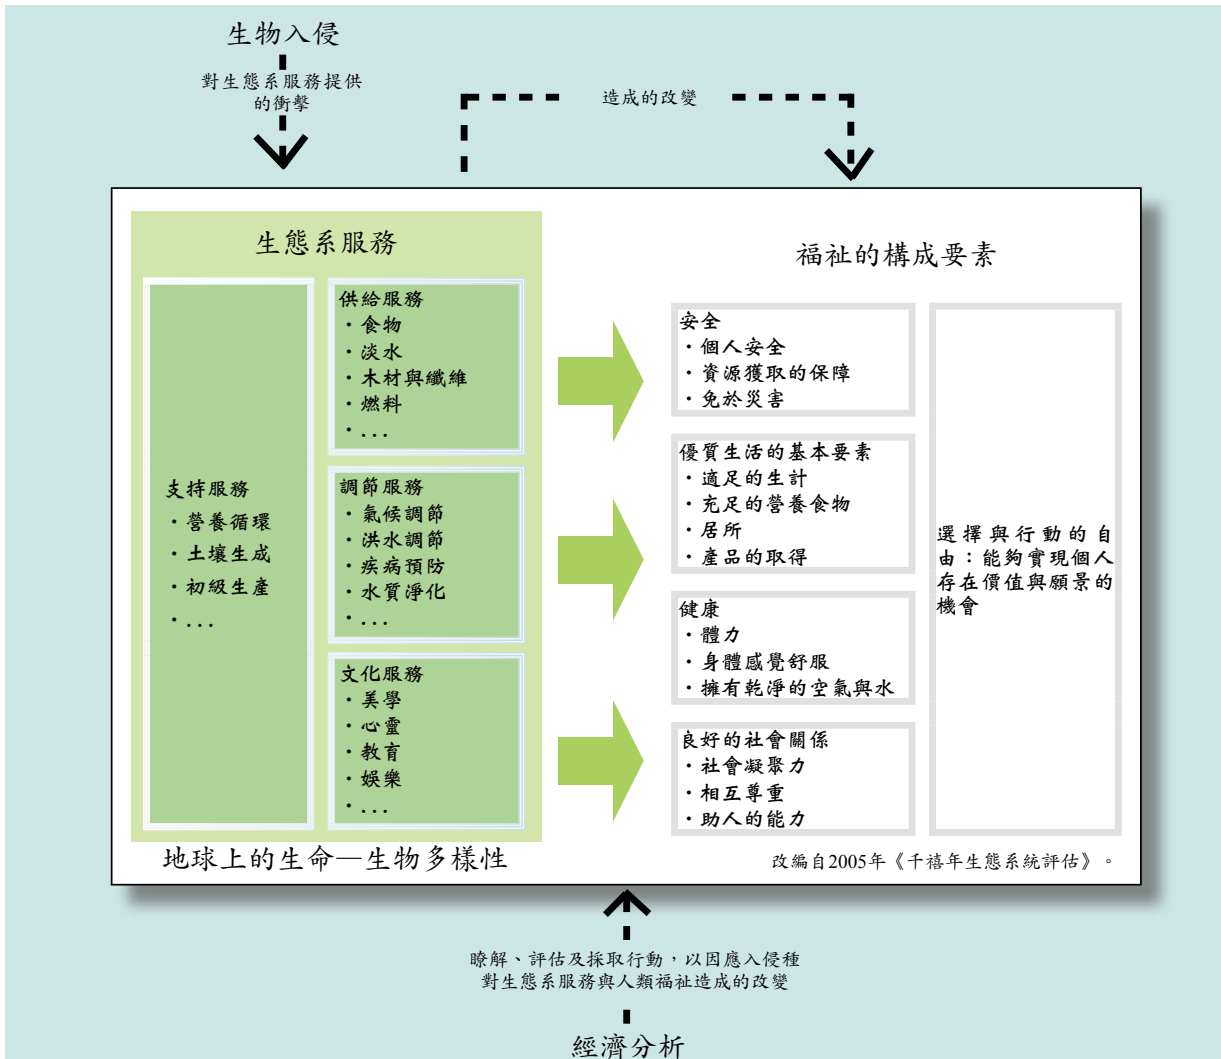 生物入侵
對生態系服務提供
的衝擊
造成的改變
生態系服務
支持服務
・營養循環
・土壤生成
・初級生產
・...
供給服務
・食物
・淡水
・木材與纖維
・燃料
・...
調節服務
・氣候調節
・洪水調節
・疾病預防
・水質淨化
・...
文化服務
・美學
・心靈
・教育
・娛樂
・...
地球上的生命—生物多樣性
福祉的構成要素
安全
・個人安全
・資源獲取的保障
・免於災害
優質生活的基本要素
・適足的生計
・充足的營養食物
・居所
・產品的取得
健康
・體力
・身體感覺舒服
・擁有乾淨的空氣與水
良好的社會關係
・社會凝聚力
・相互尊重
・助人的能力
選擇與行動的自
由：能夠實現個人
存在價值與願景的
機會
改編自2005年《千禧年生態系統評估》。
瞭解、評估及採取行動，以因應入侵種
對生態系服務與人類福祉造成的改變
經濟分析